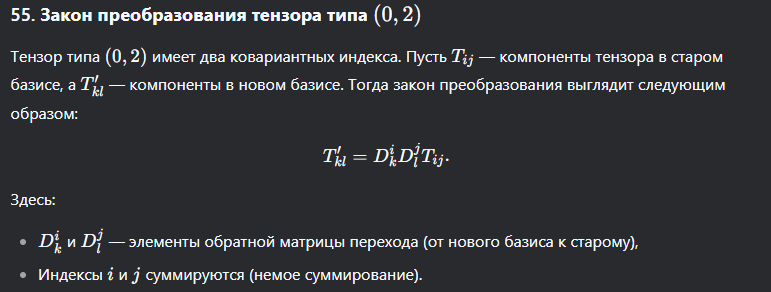 55. Закон преобразования тензора типа (0, 2)
Тензор типа (0, 2) имеет два ковариантных индекса. Пусть T_{ij} — компоненты тензора в старом
базисе, а T'_{kl} — компоненты в новом базисе. Тогда закон преобразования выглядит следующим
образом:
T'_{kl} = D^i_k D^j_l T_{ij}.
Здесь:
• D^i_k и D^j_l — элементы обратной матрицы перехода (от нового базиса к старому),
• Индексы i и j суммируются (немое суммирование).